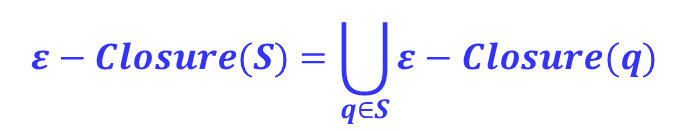 ε − Closure(S) = ⋃ ε − Closure(q)
q∈S